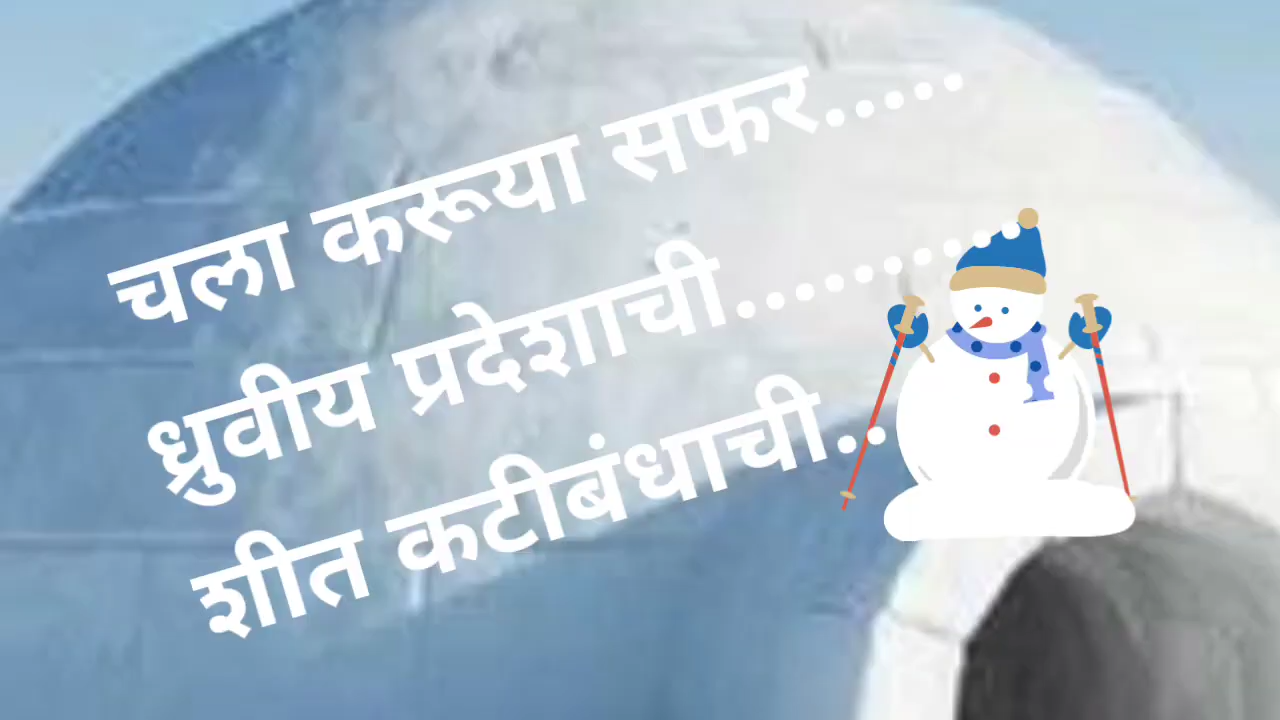 चला करूया सफर.....
ध्रुवीय प्रदेशाची..........
शीत कटीबंधाची..